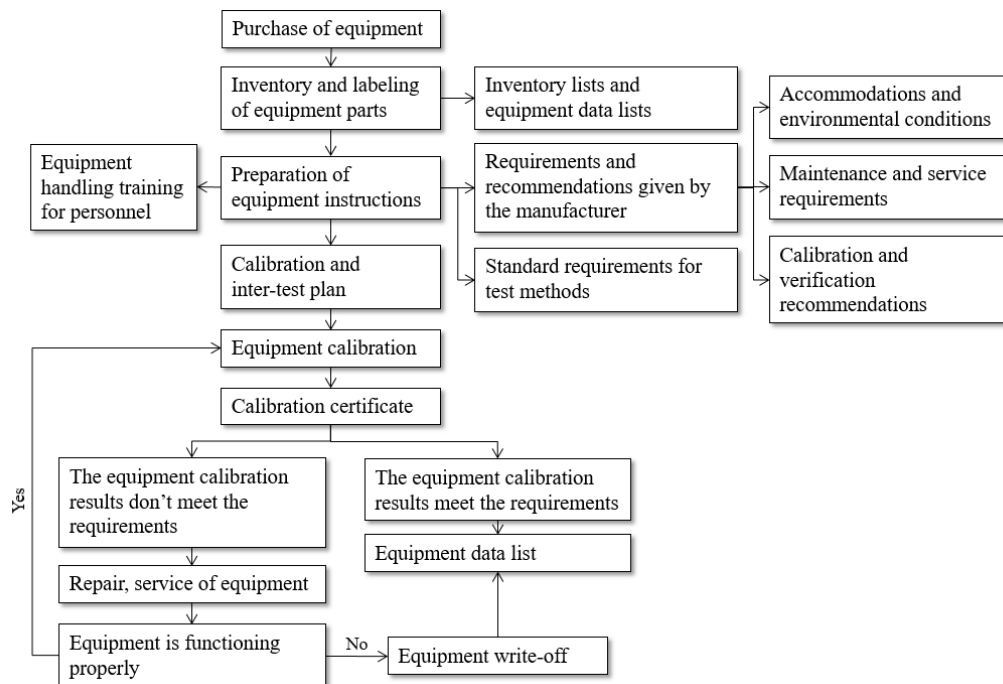 Purchase of equipment
Inventory and labeling
of equipment parts
Inventory lists and
equipment data lists
Accommodations and
environmental conditions
Equipment
handling training
for personnel
Preparation of
equipment instructions
Requirements and
recommendations given by
the manufacturer
Maintenance and service
requirements
Calibration and
inter-test plan
Standard requirements for
test methods
Calibration and
verification
recommendations
Equipment calibration
Calibration certificate
Yes
The equipment calibration
results don’t meet the
requirements
The equipment calibration
results meet the requirements
Equipment data list
Repair, service of equipment
Equipment is functioning
properly
No
Equipment write-off